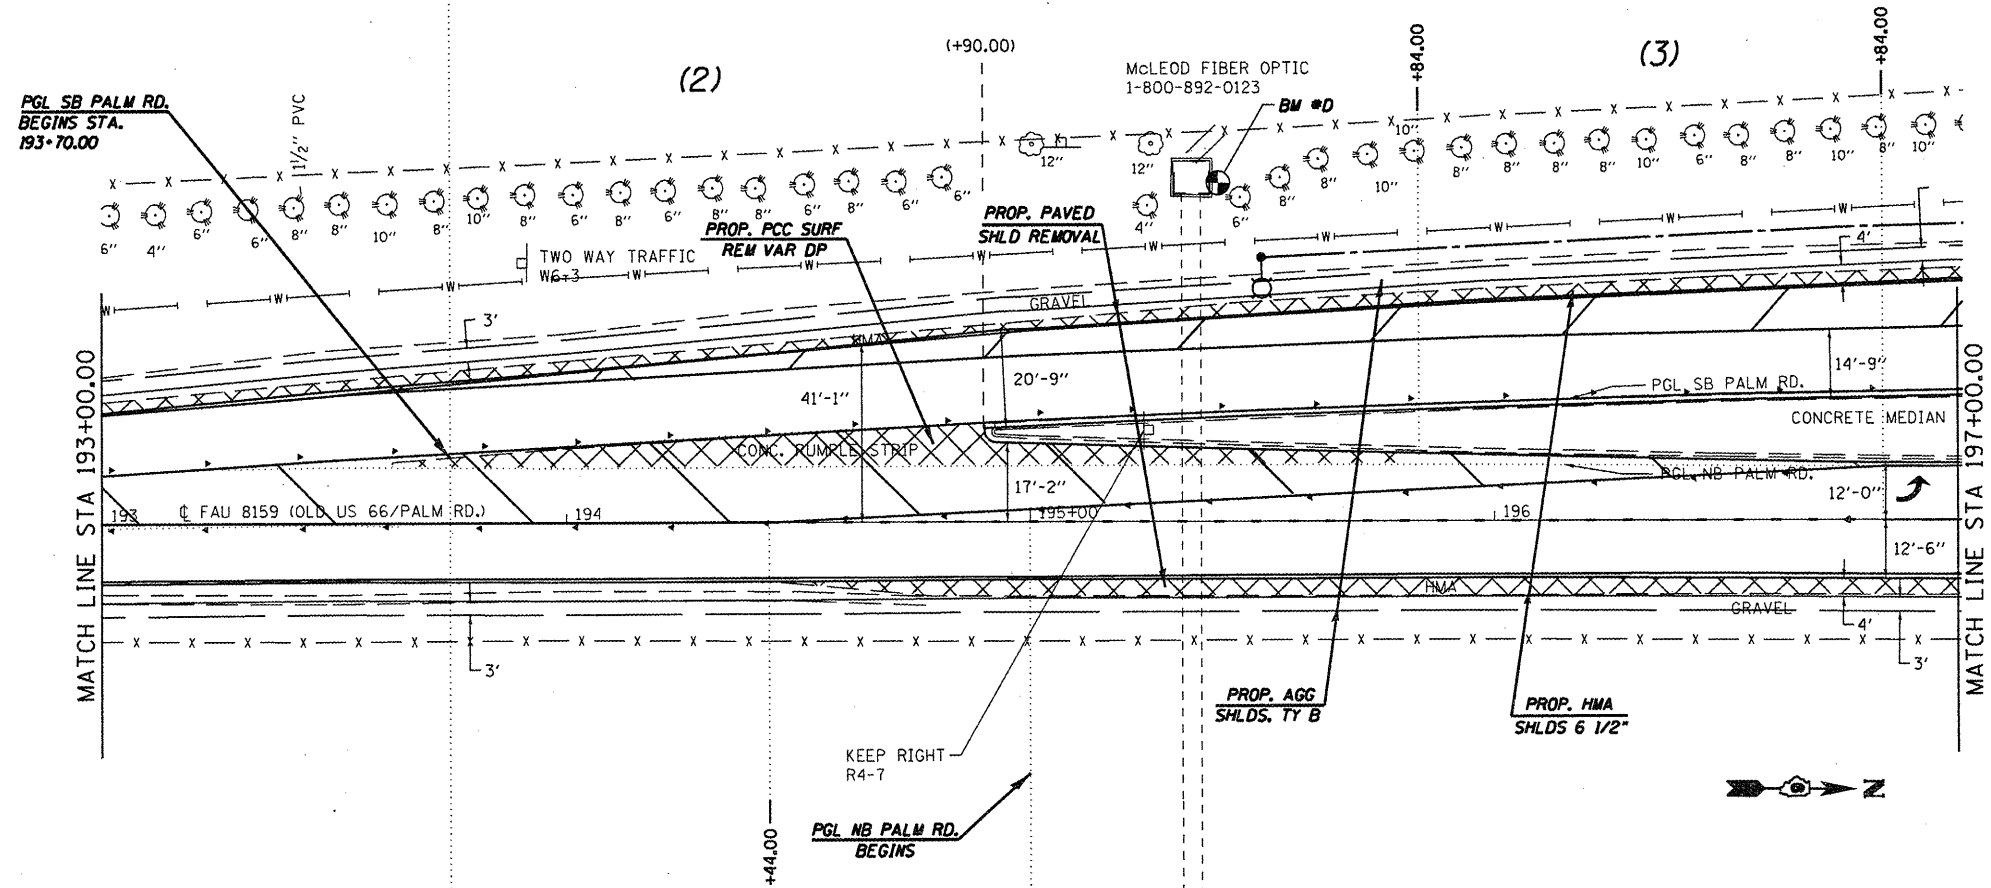 (+90.00)
+84.00
+84.00
(2)
(3)
McLEOD FIBER OPTIC
1-800-892-0123
BM #D
PGL SB PALM RD.
BEGINS STA.
193+70.00
1½" PVC
10"
12"
12"
6"
4"
6"
6"
8"
8"
10"
8"
10"
8"
6"
8"
6"
8"
8"
6"
8"
6"
6"
4"
6"
8"
8"
10"
10"
8"
8"
8"
8"
10"
6"
8"
8"
10"
8"
10"
PROP. PCC SURF
REM VAR DP
PROP. PAVED
SHLD REMOVAL
TWO WAY TRAFFIC
W6-3
GRAVEL
HMA
3'
4'
41'-1"
20'-9"
14'-9"
PGL SB PALM RD.
CONCRETE MEDIAN
CONC. RUMPLE STRIP
PGL NB PALM RD.
17'-2"
12'-0"
193
℄ FAU 8159 (OLD US 66/PALM RD.)
194
195+00
196
12'-6"
HMA
GRAVEL
4'
3'
3'
MATCH LINE STA 193+00.00
MATCH LINE STA 197+00.00
PROP. AGG
SHLDS. TY B
PROP. HMA
SHLDS 6 1/2"
KEEP RIGHT
R4-7
PGL NB PALM RD.
BEGINS
+44.00
N